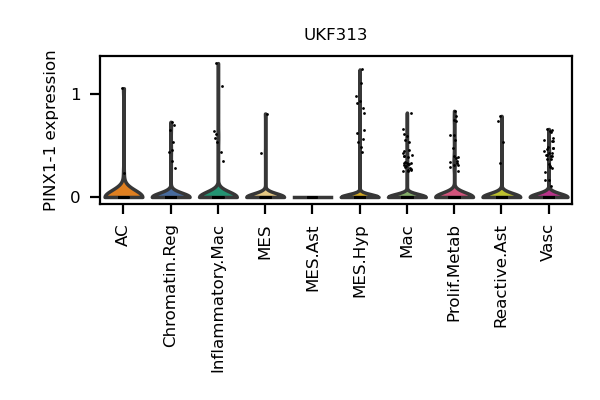 UKF313
PINX1-1 expression
1
0
AC
Chromatin.Reg
Inflammatory.Mac
MES
MES.Ast
MES.Hyp
Mac
Prolif.Metab
Reactive.Ast
Vasc